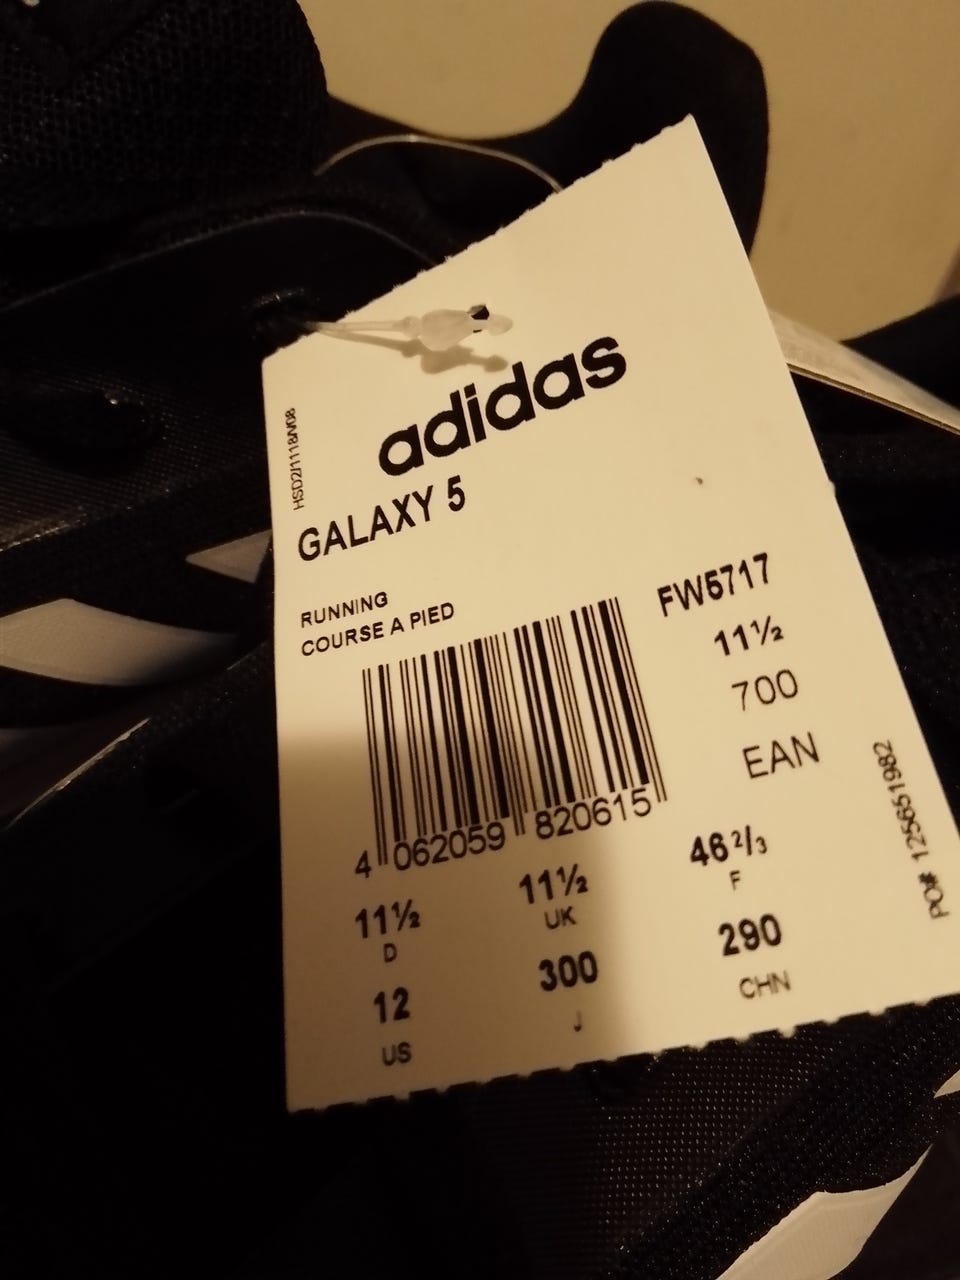 HSD2/1118/V08
adidas
GALAXY 5
RUNNING
COURSE A PIED
FW5717
11½
700
EAN
4 062059 820615
11½ 11½ 46 2/3
D UK F
12 300 290
US J CHN
PO# 125651982